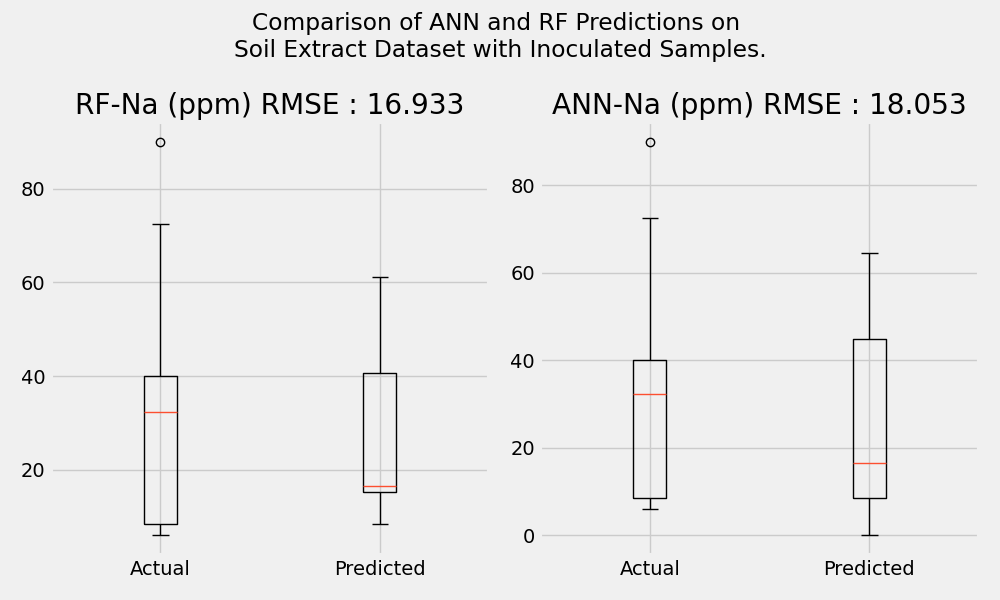 Comparison of ANN and RF Predictions on
Soil Extract Dataset with Inoculated Samples.
RF-Na (ppm) RMSE : 16.933
80
60
40
20
Actual
Predicted
ANN-Na (ppm) RMSE : 18.053
80
60
40
20
0
Actual
Predicted